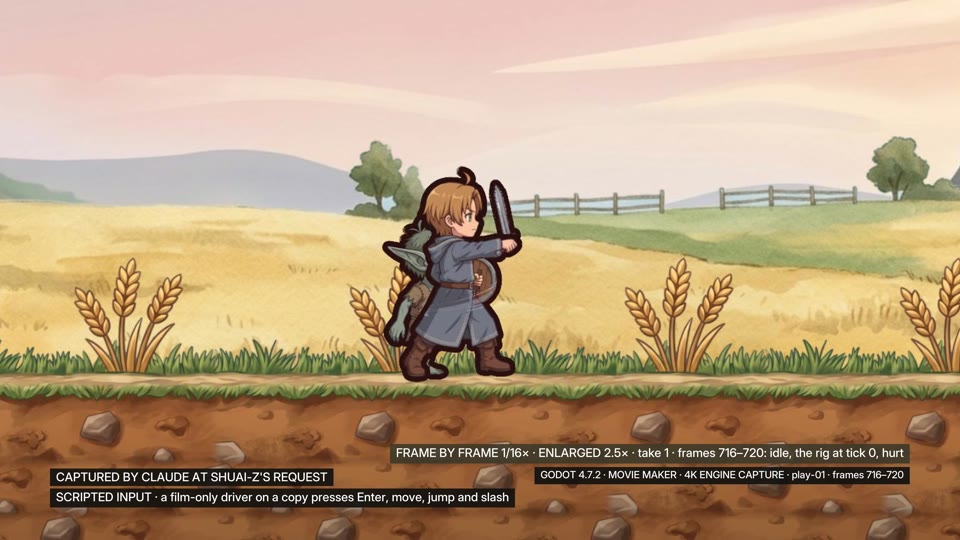 FRAME BY FRAME 1/16× · ENLARGED 2.5× · take 1 · frames 716–720: idle, the rig at tick 0, hurt
CAPTURED BY CLAUDE AT SHUAI-Z'S REQUEST
GODOT 4.7.2 · MOVIE MAKER · 4K ENGINE CAPTURE · play-01 · frames 716–720
SCRIPTED INPUT · a film-only driver on a copy presses Enter, move, jump and slash